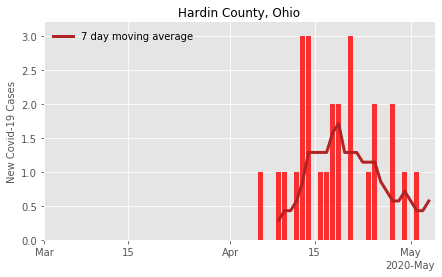 Hardin County, Ohio
7 day moving average
New Covid-19 Cases
3.0
2.5
2.0
1.5
1.0
0.5
0.0
Mar
15
Apr
15
May
2020-May